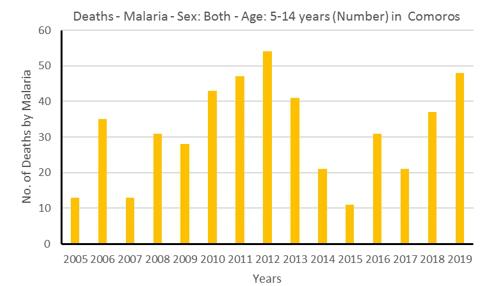 Deaths - Malaria - Sex: Both - Age: 5-14 years (Number) in Comoros
60
50
40
30
20
10
0
No. of Deaths by Malaria
2005 2006 2007 2008 2009 2010 2011 2012 2013 2014 2015 2016 2017 2018 2019
Years